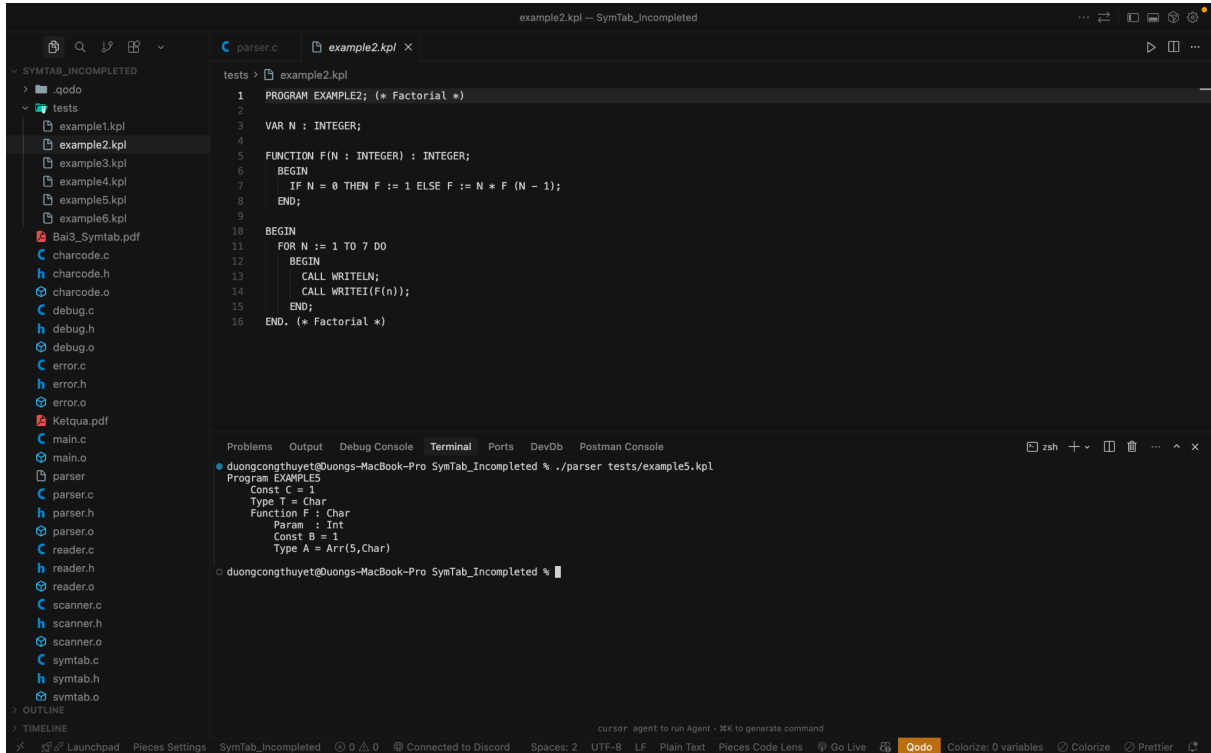 example2.kpl — SymTab_Incompleted
parser.c
example2.kpl
SYMTAB_INCOMPLETED
.qodo
tests
example1.kpl
example2.kpl
example3.kpl
example4.kpl
example5.kpl
example6.kpl
Bai3_Symtab.pdf
charcode.c
charcode.h
charcode.o
debug.c
debug.h
debug.o
error.c
error.h
error.o
Ketqua.pdf
main.c
main.o
parser
parser.c
parser.h
parser.o
reader.c
reader.h
reader.o
scanner.c
scanner.h
scanner.o
symtab.c
symtab.h
symtab.o
OUTLINE
TIMELINE
tests > example2.kpl
1 PROGRAM EXAMPLE2; (* Factorial *)
2
3 VAR N : INTEGER;
4
5 FUNCTION F(N : INTEGER) : INTEGER;
6 BEGIN
7 IF N = 0 THEN F := 1 ELSE F := N * F (N - 1);
8 END;
9
10 BEGIN
11 FOR N := 1 TO 7 DO
12 BEGIN
13 CALL WRITELN;
14 CALL WRITEI(F(n));
15 END;
16 END. (* Factorial *)
Problems Output Debug Console Terminal Ports DevDb Postman Console
zsh
duongcongthuyet@Duongs-MacBook-Pro SymTab_Incompleted % ./parser tests/example5.kpl
Program EXAMPLE5
Const C = 1
Type T = Char
Function F : Char
Param : Int
Const B = 1
Type A = Arr(5,Char)
duongcongthuyet@Duongs-MacBook-Pro SymTab_Incompleted %
cursor agent to run Agent - ⌘K to generate command
Launchpad Pieces Settings SymTab_Incompleted 0 0 Connected to Discord Spaces: 2 UTF-8 LF Plain Text Pieces Code Lens Go Live Qodo Colorize: 0 variables Colorize Prettier